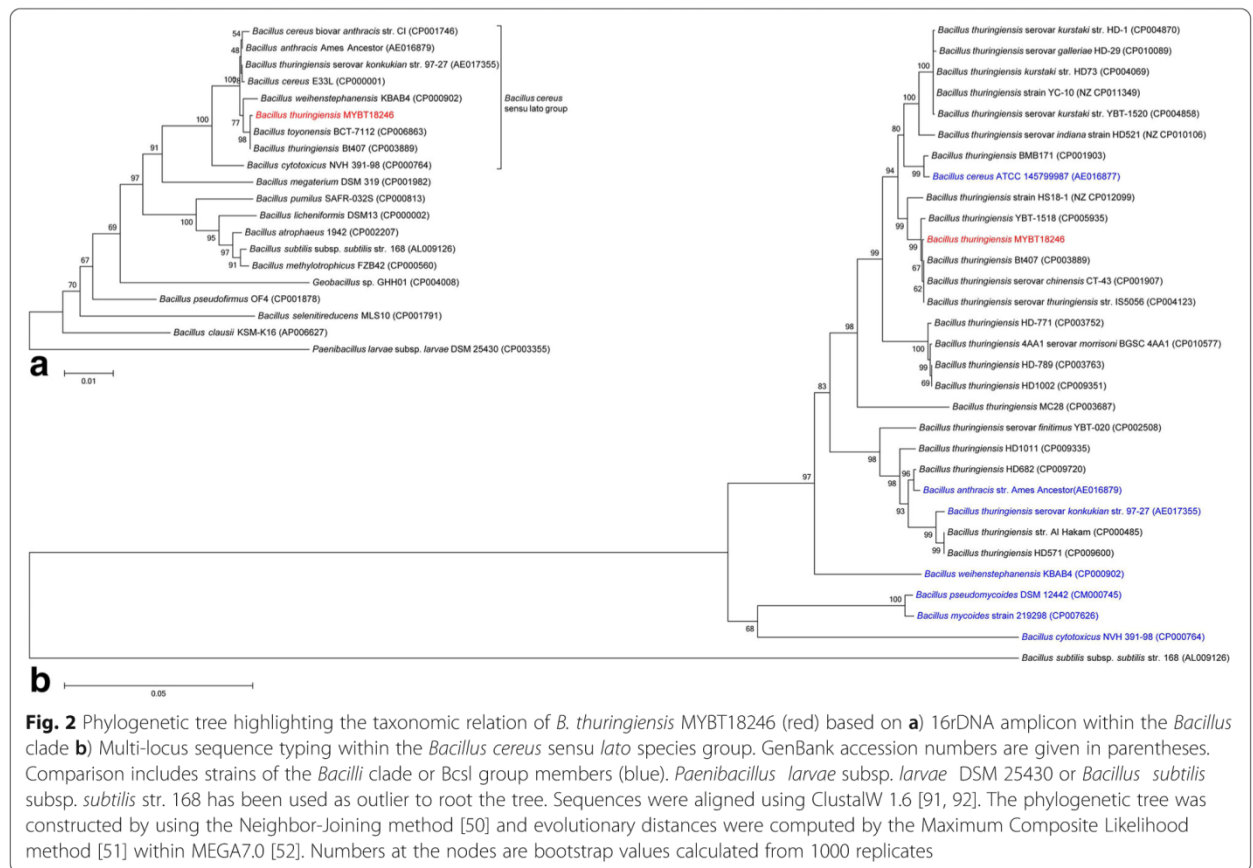 Bacillus cereus biovar anthracis str. CI (CP001746)
Bacillus anthracis Ames Ancestor (AE016879)
Bacillus thuringiensis serovar konkukian str. 97-27 (AE017355)
Bacillus cereus E33L (CP000001)
Bacillus weihenstephanensis KBAB4 (CP000902)
Bacillus thuringiensis MYBT18246
Bacillus toyonensis BCT-7112 (CP006863)
Bacillus thuringiensis Bt407 (CP003889)
Bacillus cytotoxicus NVH 391-98 (CP000764)
Bacillus megaterium DSM 319 (CP001982)
Bacillus pumilus SAFR-032S (CP000813)
Bacillus licheniformis DSM13 (CP000002)
Bacillus atrophaeus 1942 (CP002207)
Bacillus subtilis subsp. subtilis str. 168 (AL009126)
Bacillus methylotrophicus FZB42 (CP000560)
Geobacillus sp. GHH01 (CP004008)
Bacillus pseudofirmus OF4 (CP001878)
Bacillus selenitireducens MLS10 (CP001791)
Bacillus clausii KSM-K16 (AP006627)
Paenibacillus larvae subsp. larvae DSM 25430 (CP003355)
Bacillus cereus
sensu lato group
54
48
100
77
98
100
91
97
69
67
70
100
95
97
91
a
0.01
Bacillus thuringiensis serovar kurstaki str. HD-1 (CP004870)
Bacillus thuringiensis serovar galleriae HD-29 (CP010089)
Bacillus thuringiensis kurstaki str. HD73 (CP004069)
Bacillus thuringiensis strain YC-10 (NZ CP011349)
Bacillus thuringiensis serovar kurstaki str. YBT-1520 (CP004858)
Bacillus thuringiensis serovar indiana strain HD521 (NZ CP010106)
Bacillus thuringiensis BMB171 (CP001903)
Bacillus cereus ATCC 145799987 (AE016877)
Bacillus thuringiensis strain HS18-1 (NZ CP012099)
Bacillus thuringiensis YBT-1518 (CP005935)
Bacillus thuringiensis MYBT18246
Bacillus thuringiensis Bt407 (CP003889)
Bacillus thuringiensis serovar chinensis CT-43 (CP001907)
Bacillus thuringiensis serovar thuringiensis str. IS5056 (CP004123)
Bacillus thuringiensis HD-771 (CP003752)
Bacillus thuringiensis 4AA1 serovar morrisoni BGSC 4AA1 (CP010577)
Bacillus thuringiensis HD-789 (CP003763)
Bacillus thuringiensis HD1002 (CP009351)
Bacillus thuringiensis MC28 (CP003687)
Bacillus thuringiensis serovar finitimus YBT-020 (CP002508)
Bacillus thuringiensis HD1011 (CP009335)
Bacillus thuringiensis HD682 (CP009720)
Bacillus anthracis str. Ames Ancestor(AE016879)
Bacillus thuringiensis serovar konkukian str. 97-27 (AE017355)
Bacillus thuringiensis str. Al Hakam (CP000485)
Bacillus thuringiensis HD571 (CP009600)
Bacillus weihenstephanensis KBAB4 (CP000902)
Bacillus pseudomycoides DSM 12442 (CM000745)
Bacillus mycoides strain 219298 (CP007626)
Bacillus cytotoxicus NVH 391-98 (CP000764)
Bacillus subtilis subsp. subtilis str. 168 (AL009126)
100
100
80
99
94
99
99
67
62
99
98
100
99
69
83
98
98
96
93
99
99
97
100
68
b
0.05
Fig. 2 Phylogenetic tree highlighting the taxonomic relation of B. thuringiensis MYBT18246 (red) based on a) 16rDNA amplicon within the Bacillus
clade b) Multi-locus sequence typing within the Bacillus cereus sensu lato species group. GenBank accession numbers are given in parentheses.
Comparison includes strains of the Bacilli clade or Bcsl group members (blue). Paenibacillus larvae subsp. larvae DSM 25430 or Bacillus subtilis
subsp. subtilis str. 168 has been used as outlier to root the tree. Sequences were aligned using ClustalW 1.6 [91, 92]. The phylogenetic tree was
constructed by using the Neighbor-Joining method [50] and evolutionary distances were computed by the Maximum Composite Likelihood
method [51] within MEGA7.0 [52]. Numbers at the nodes are bootstrap values calculated from 1000 replicates